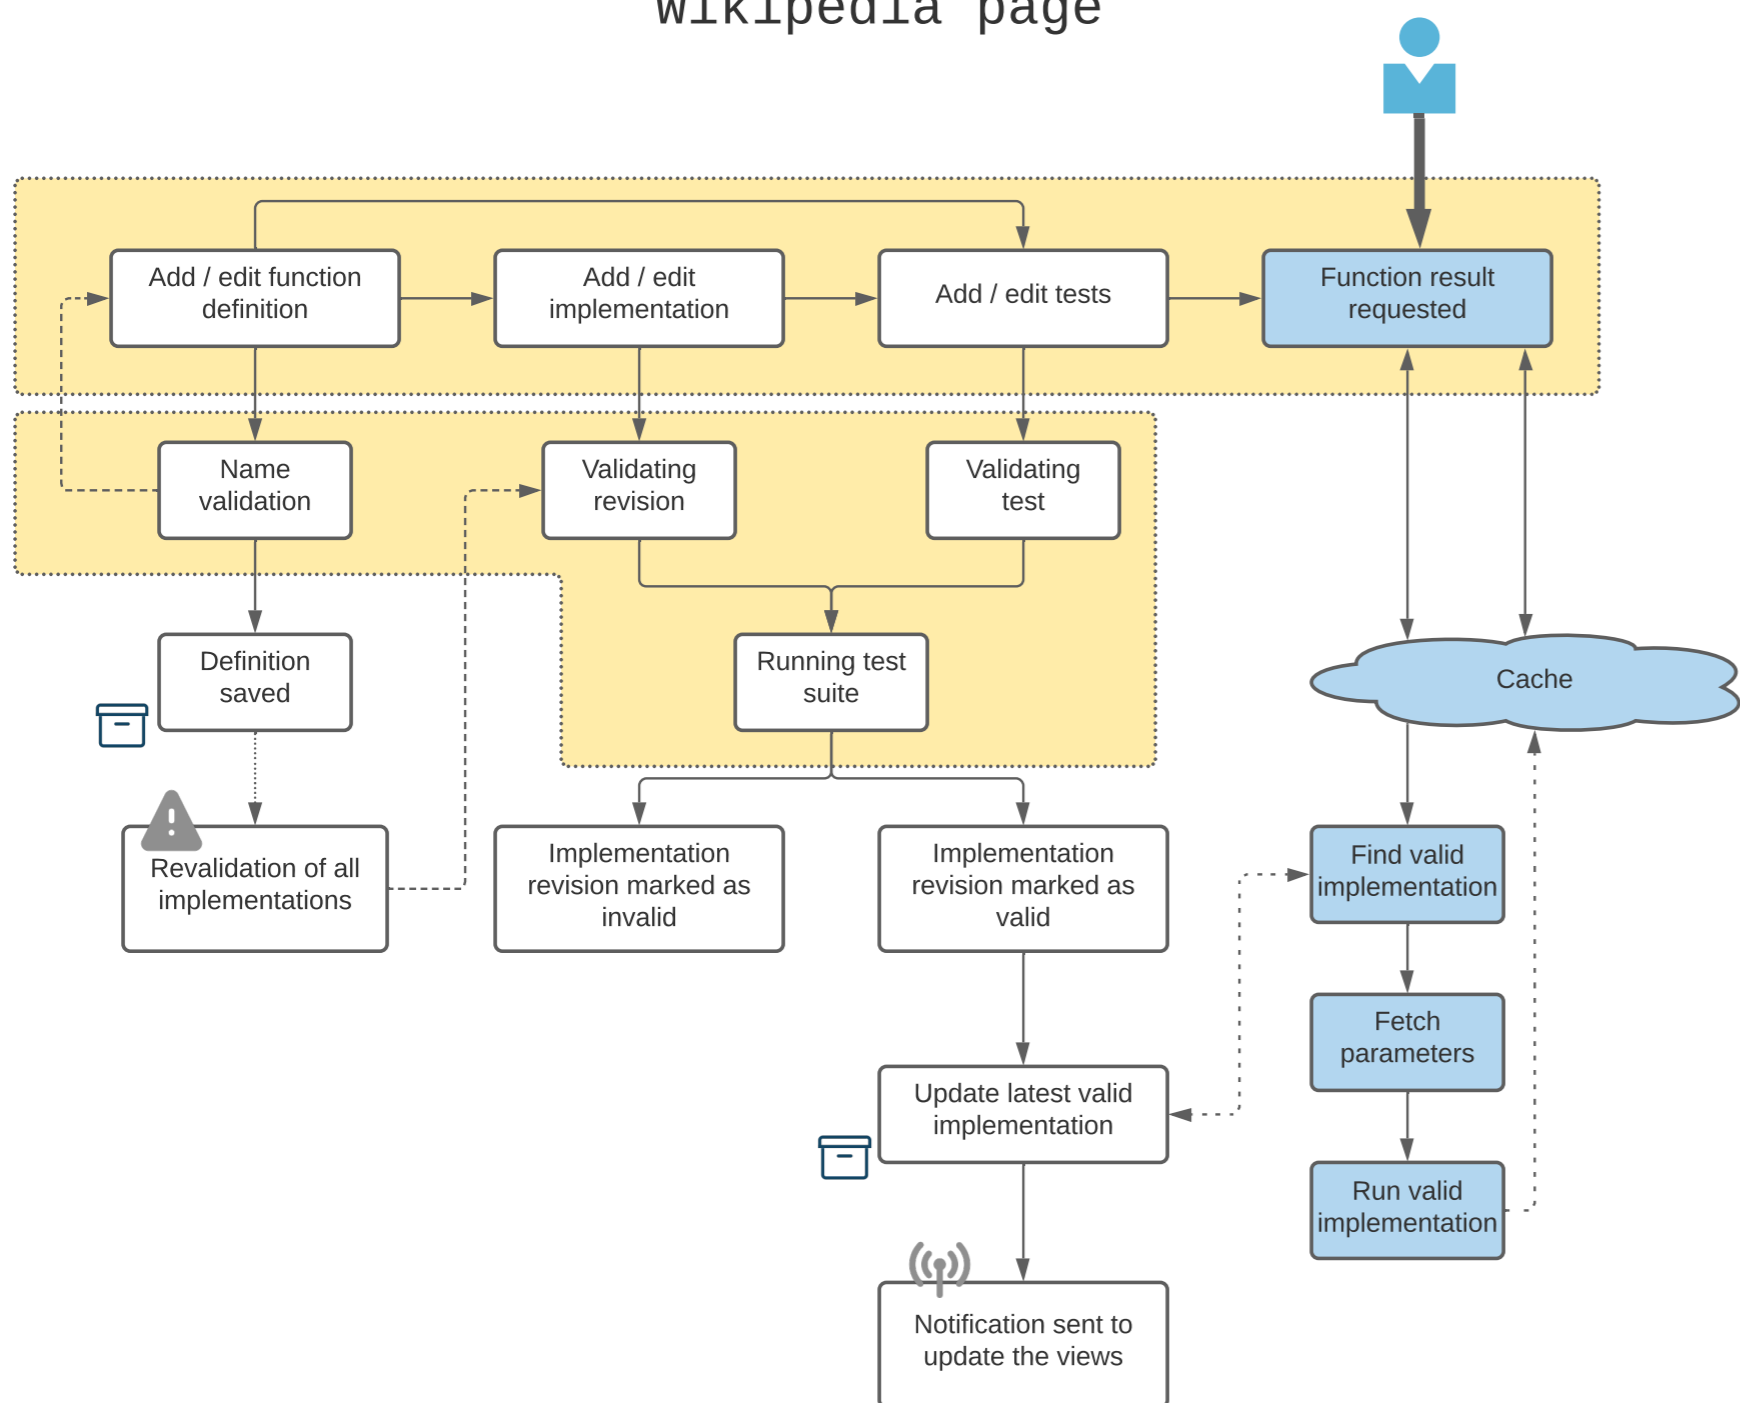 Wikipedia page
Add / edit function
definition
Add / edit
implementation
Add / edit tests
Function result
requested
Name
validation
Validating
revision
Validating
test
Definition
saved
Running test
suite
Cache
Revalidation of all
implementations
Implementation
revision marked as
invalid
Implementation
revision marked as
valid
Find valid
implementation
Fetch
parameters
Update latest valid
implementation
Run valid
implementation
Notification sent to
update the views